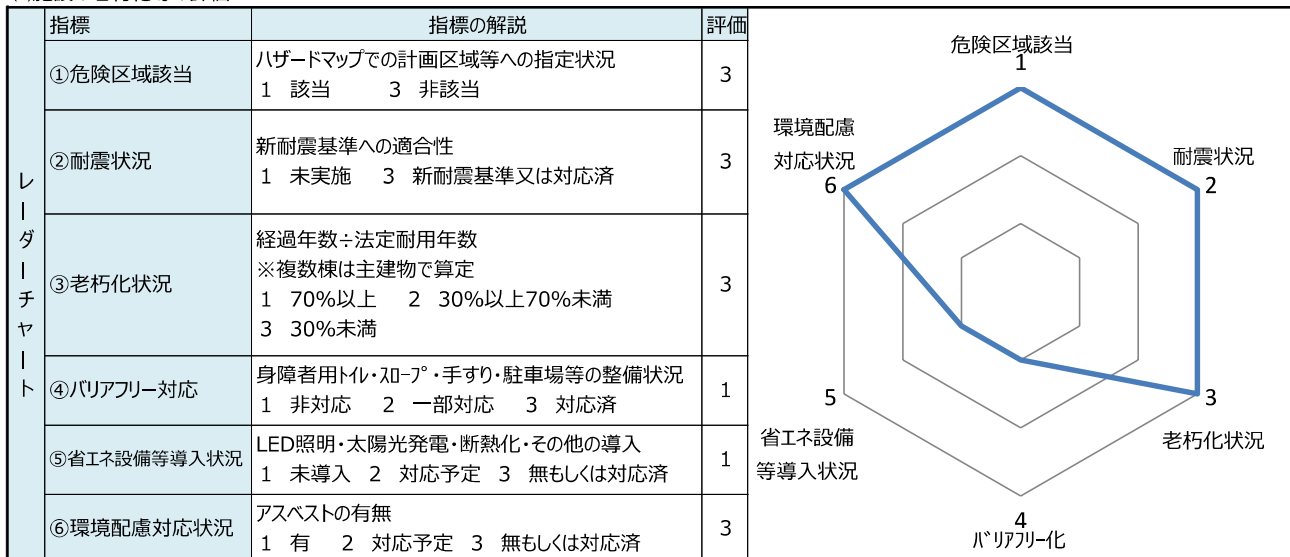 指標 指標の解説 評価
レーダーチャート
①危険区域該当
ハザードマップでの計画区域等への指定状況
1 該当 3 非該当
3
②耐震状況
新耐震基準への適合性
1 未実施 3 新耐震基準又は対応済
3
③老朽化状況
経過年数÷法定耐用年数
※複数棟は主建物で算定
1 70%以上 2 30%以上70%未満
3 30%未満
3
④バリアフリー対応
身障者用トイレ・スロープ・手すり・駐車場等の整備状況
1 非対応 2 一部対応 3 対応済
1
⑤省エネ設備等導入状況
LED照明・太陽光発電・断熱化・その他の導入
1 未導入 2 対応予定 3 無もしくは対応済
1
⑥環境配慮対応状況
アスベストの有無
1 有 2 対応予定 3 無もしくは対応済
3
危険区域該当
1
耐震状況
2
3
老朽化状況
4
バリアフリー化
5
省エネ設備
等導入状況
環境配慮
対応状況
6